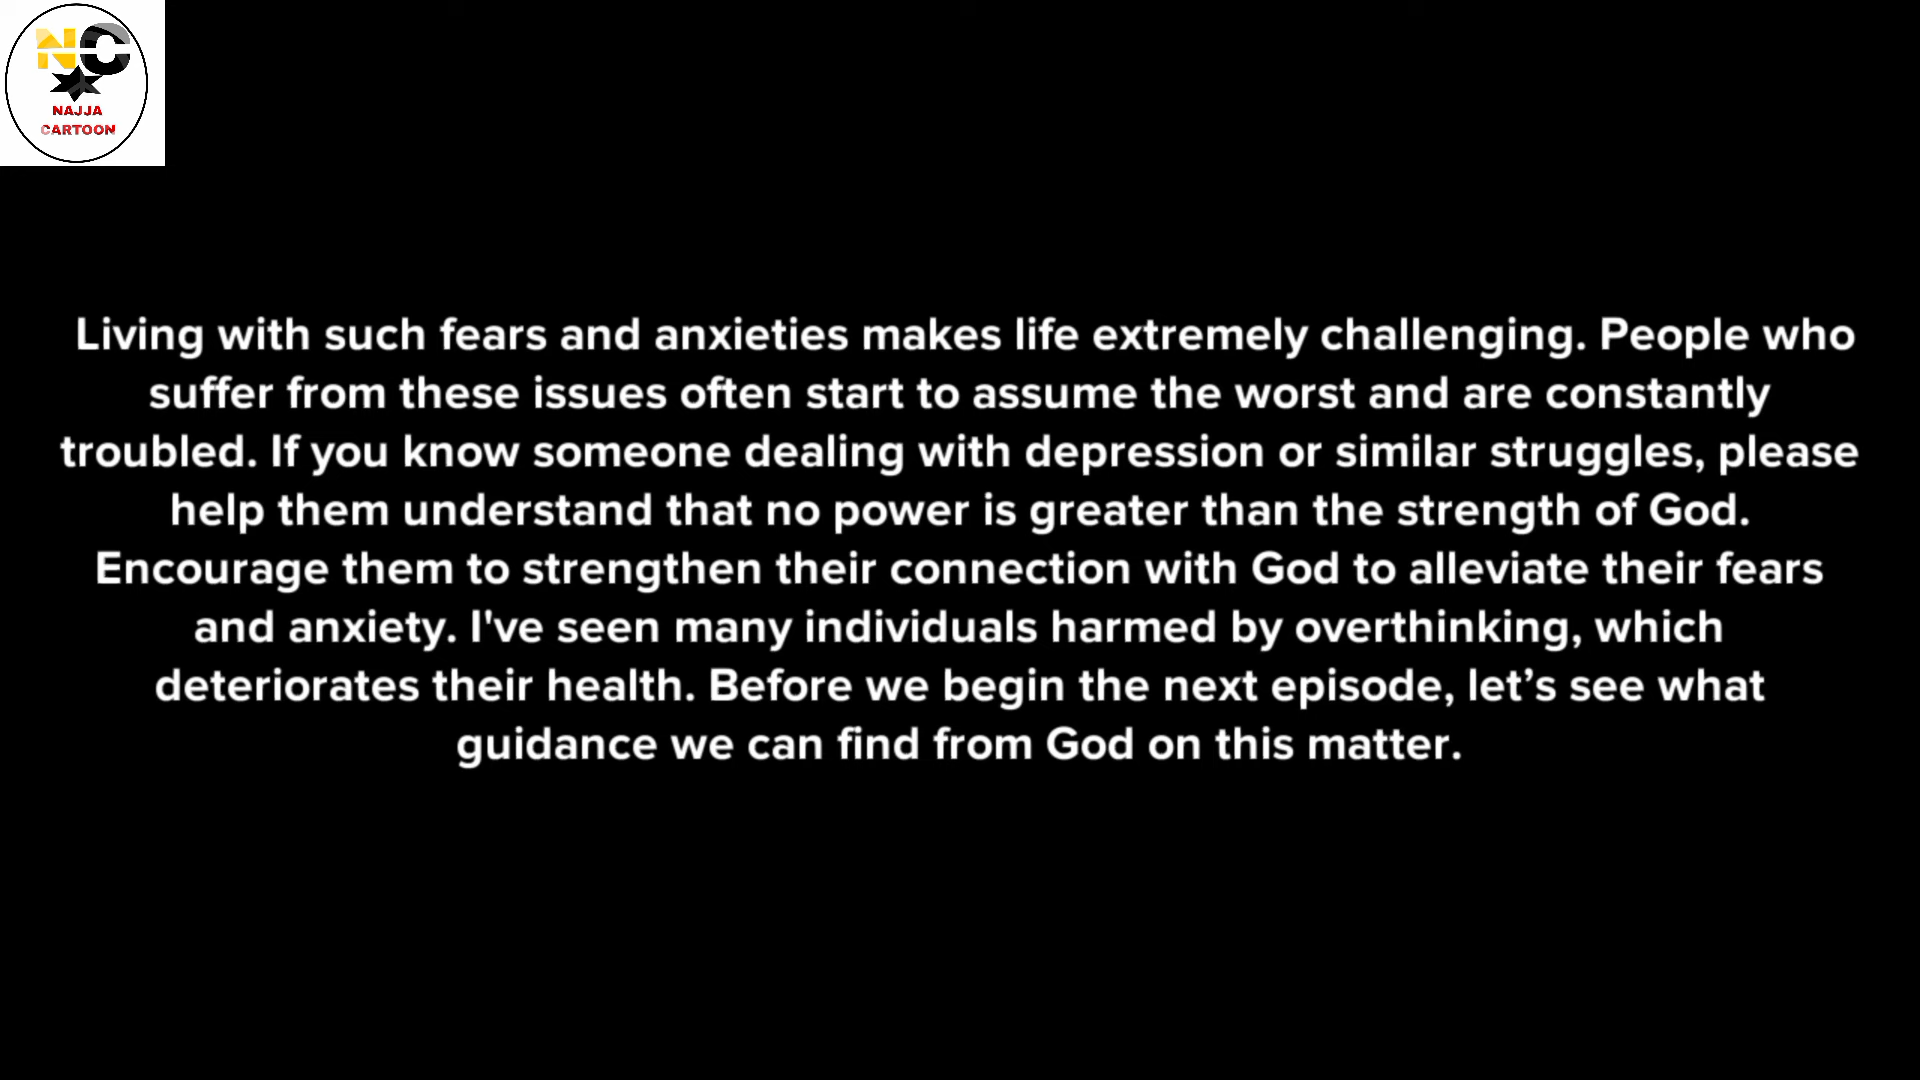 NC
NAJJA
CARTOON
Living with such fears and anxieties makes life extremely challenging. People who
suffer from these issues often start to assume the worst and are constantly
troubled. If you know someone dealing with depression or similar struggles, please
help them understand that no power is greater than the strength of God.
Encourage them to strengthen their connection with God to alleviate their fears
and anxiety. I've seen many individuals harmed by overthinking, which
deteriorates their health. Before we begin the next episode, let’s see what
guidance we can find from God on this matter.